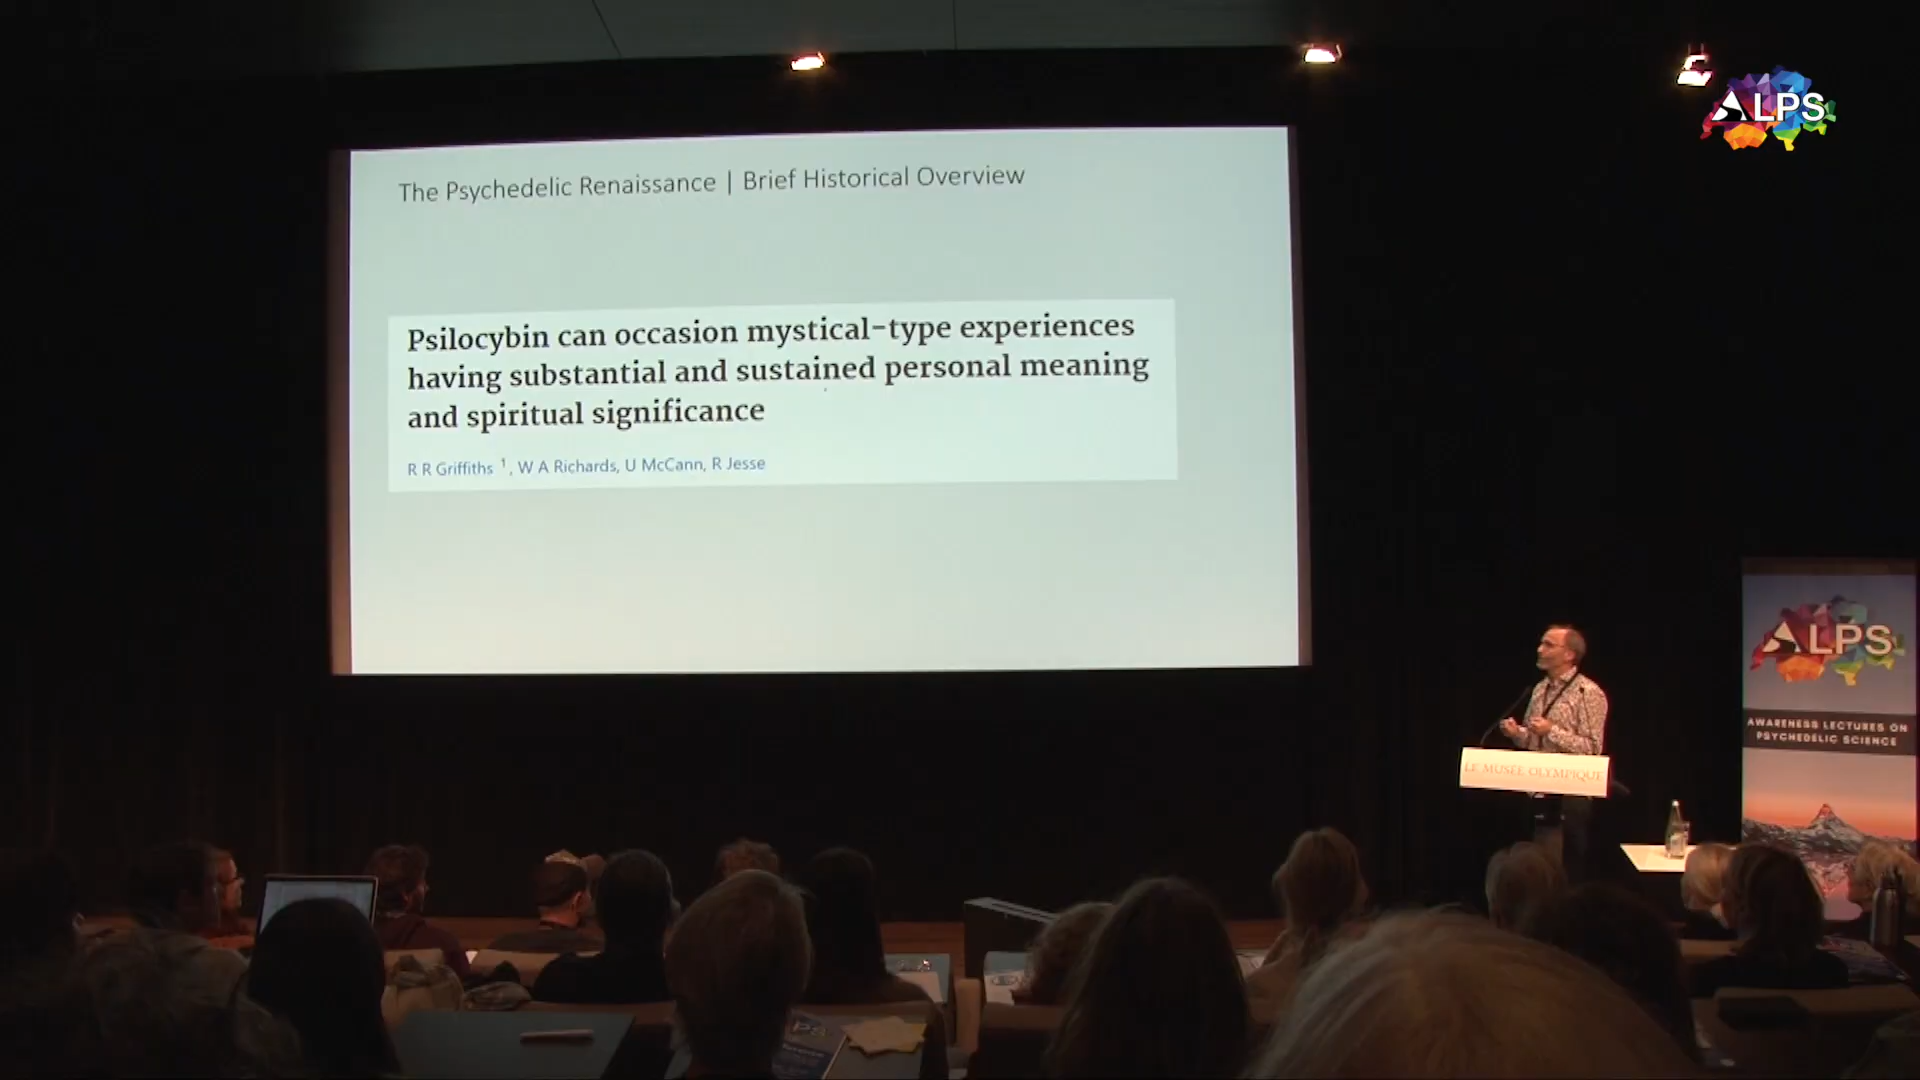 ALPS
The Psychedelic Renaissance | Brief Historical Overview
Psilocybin can occasion mystical-type experiences
having substantial and sustained personal meaning
and spiritual significance
R R Griffiths ¹, W A Richards, U McCann, R Jesse
ALPS
AWARENESS LECTURES ON
PSYCHEDELIC SCIENCE
LE MUSÉE OLYMPIQUE